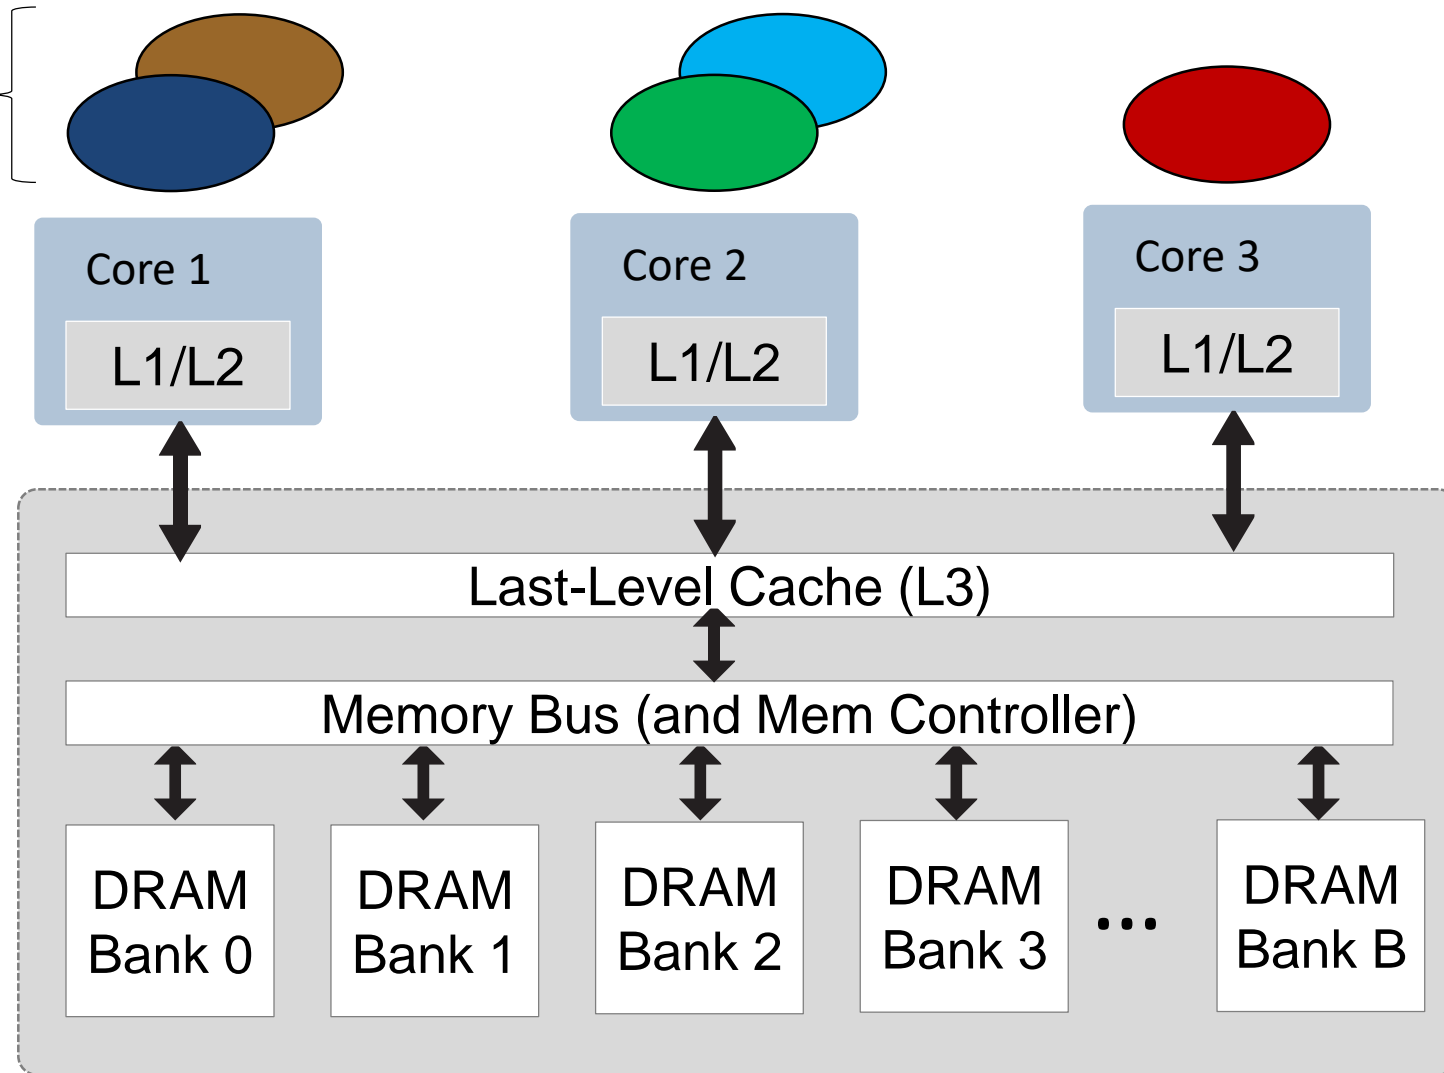 Core 1
Core 2
Core 3
L1/L2
L1/L2
L1/L2
Last-Level Cache (L3)
Memory Bus (and Mem Controller)
DRAM
Bank 0
DRAM
Bank 1
DRAM
Bank 2
DRAM
Bank 3
...
DRAM
Bank B